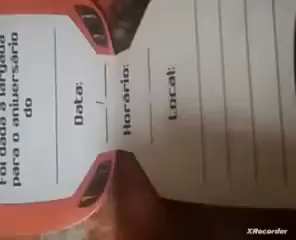 Foi dada a largada
para o aniversário
do
Data:
/
Horário:
Local:
XRecorder